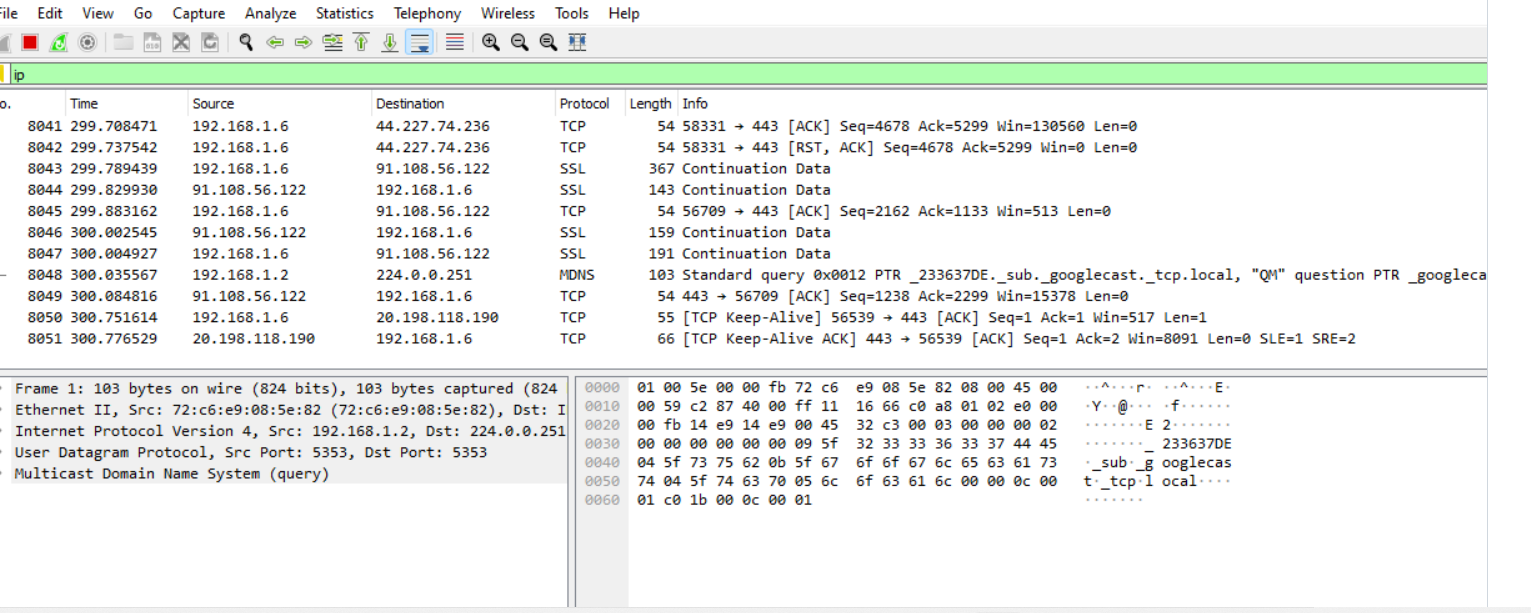 File Edit View Go Capture Analyze Statistics Telephony Wireless Tools Help
ip
o. Time Source Destination Protocol Length Info
8041 299.708471 192.168.1.6 44.227.74.236 TCP 54 58331 → 443 [ACK] Seq=4678 Ack=5299 Win=130560 Len=0
8042 299.737542 192.168.1.6 44.227.74.236 TCP 54 58331 → 443 [RST, ACK] Seq=4678 Ack=5299 Win=0 Len=0
8043 299.789439 192.168.1.6 91.108.56.122 SSL 367 Continuation Data
8044 299.829930 91.108.56.122 192.168.1.6 SSL 143 Continuation Data
8045 299.883162 192.168.1.6 91.108.56.122 TCP 54 56709 → 443 [ACK] Seq=2162 Ack=1133 Win=513 Len=0
8046 300.002545 91.108.56.122 192.168.1.6 SSL 159 Continuation Data
8047 300.004927 192.168.1.6 91.108.56.122 SSL 191 Continuation Data
8048 300.035567 192.168.1.2 224.0.0.251 MDNS 103 Standard query 0x0012 PTR _233637DE._sub._googlecast._tcp.local, "QM" question PTR _googleca
8049 300.084816 91.108.56.122 192.168.1.6 TCP 54 443 → 56709 [ACK] Seq=1238 Ack=2299 Win=15378 Len=0
8050 300.751614 192.168.1.6 20.198.118.190 TCP 55 [TCP Keep-Alive] 56539 → 443 [ACK] Seq=1 Ack=1 Win=517 Len=1
8051 300.776529 20.198.118.190 192.168.1.6 TCP 66 [TCP Keep-Alive ACK] 443 → 56539 [ACK] Seq=1 Ack=2 Win=8091 Len=0 SLE=1 SRE=2
Frame 1: 103 bytes on wire (824 bits), 103 bytes captured (824
Ethernet II, Src: 72:c6:e9:08:5e:82 (72:c6:e9:08:5e:82), Dst: I
Internet Protocol Version 4, Src: 192.168.1.2, Dst: 224.0.0.251
User Datagram Protocol, Src Port: 5353, Dst Port: 5353
Multicast Domain Name System (query)
0000 01 00 5e 00 00 fb 72 c6 e9 08 5e 82 08 00 45 00 ··^···r· ··^···E·
0010 00 59 c2 87 40 00 ff 11 16 66 c0 a8 01 02 e0 00 ·Y··@··· ·f······
0020 00 fb 14 e9 14 e9 00 45 32 c3 00 03 00 00 00 02 ·······E 2·······
0030 00 00 00 00 00 00 09 5f 32 33 33 36 33 37 44 45 ·······_ 233637DE
0040 04 5f 73 75 62 0b 5f 67 6f 6f 67 6c 65 63 61 73 ·_sub·_g ooglecas
0050 74 04 5f 74 63 70 05 6c 6f 63 61 6c 00 00 0c 00 t·_tcp·l ocal····
0060 01 c0 1b 00 0c 00 01 ·······